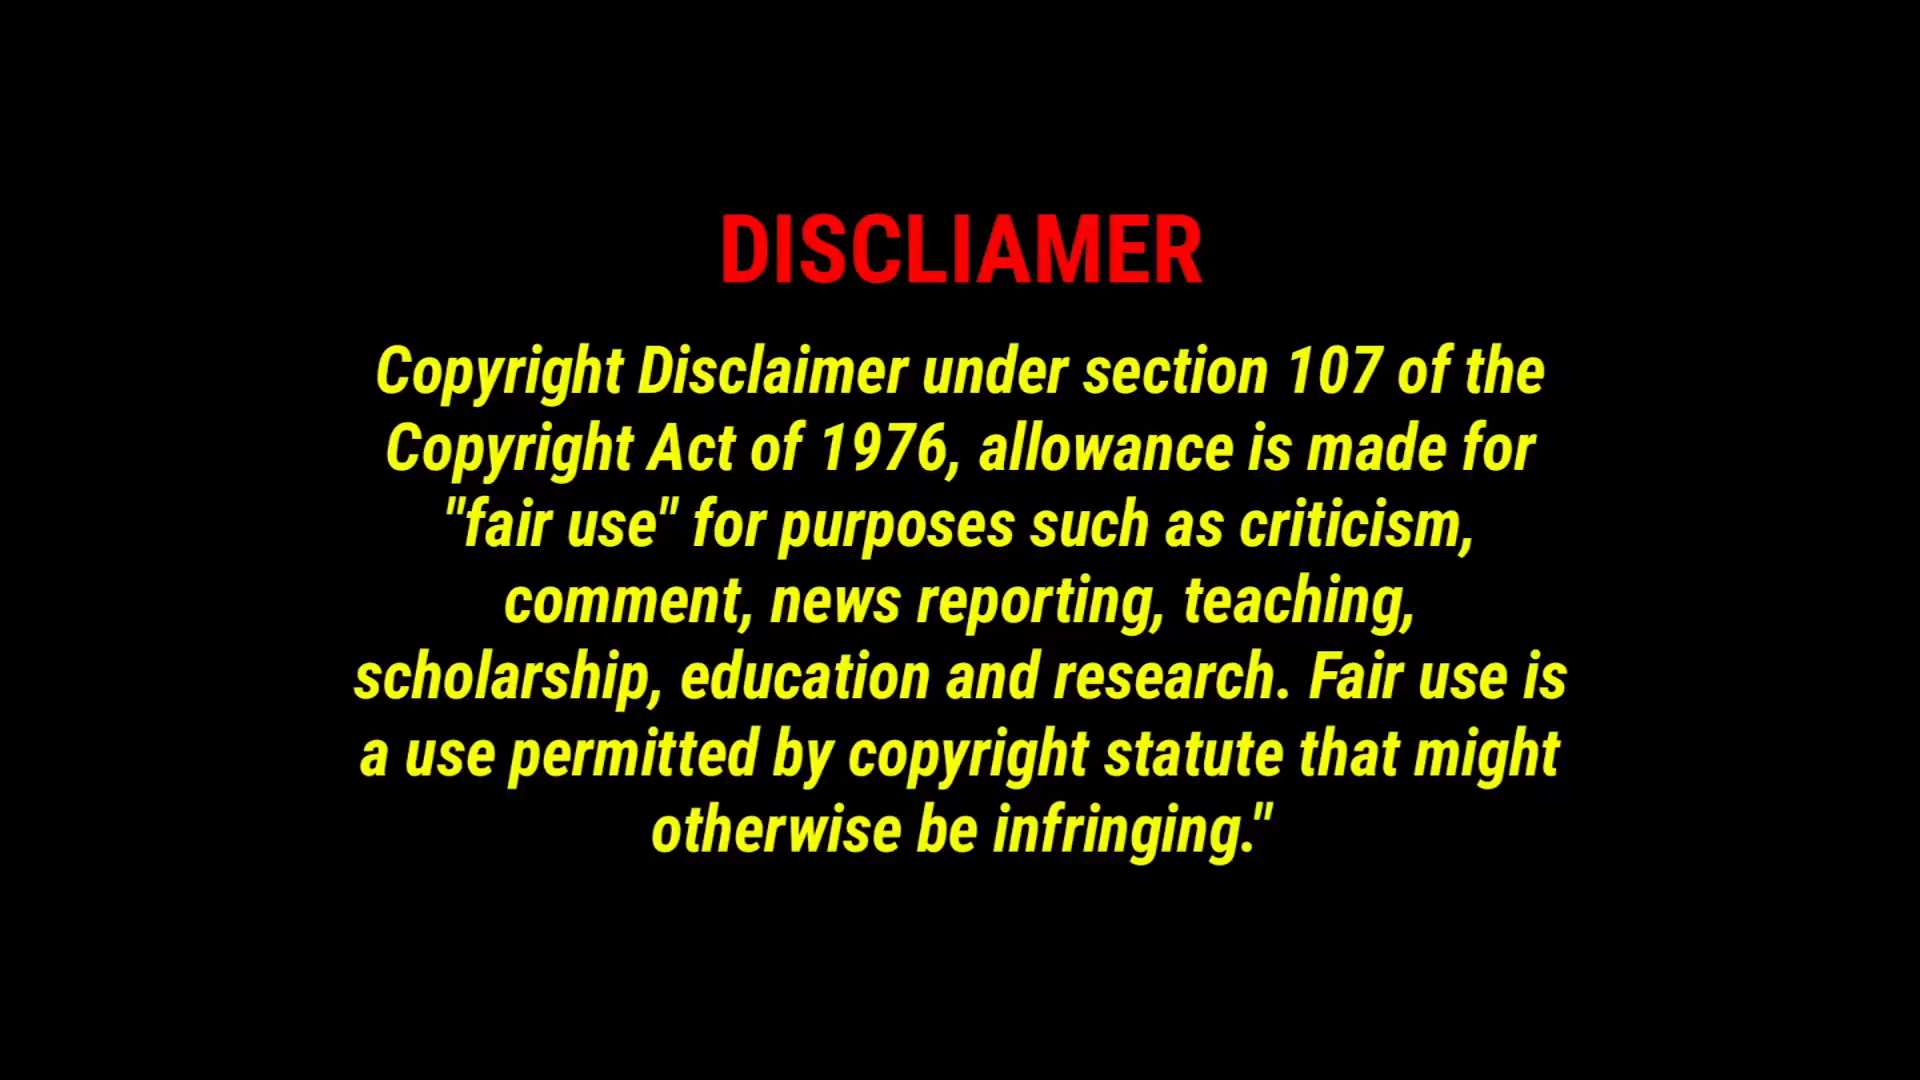 DISCLIAMER
Copyright Disclaimer under section 107 of the
Copyright Act of 1976, allowance is made for
"fair use" for purposes such as criticism,
comment, news reporting, teaching,
scholarship, education and research. Fair use is
a use permitted by copyright statute that might
otherwise be infringing."